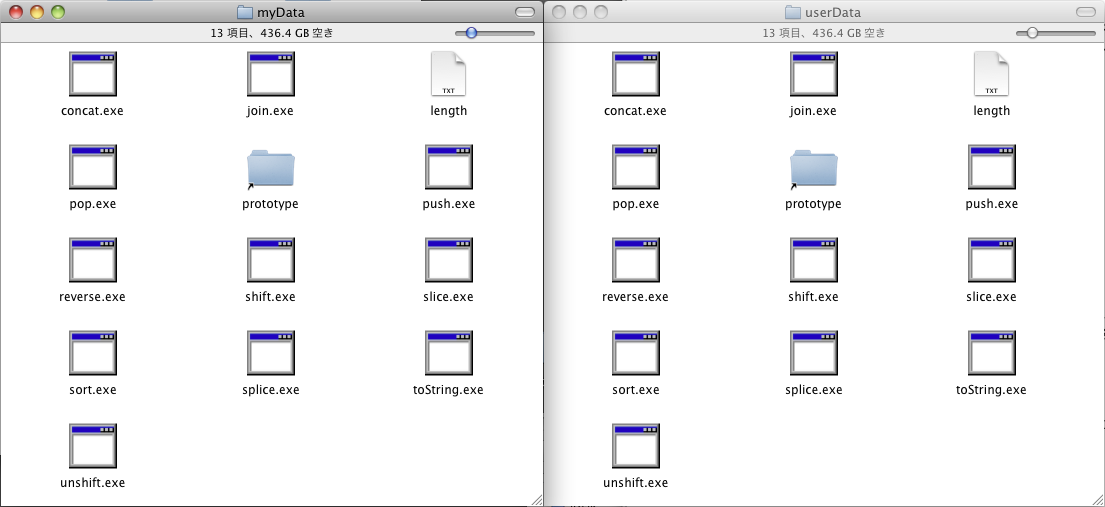 myData
13 項目、436.4 GB 空き
concat.exe
join.exe
TXT
length
pop.exe
prototype
push.exe
reverse.exe
shift.exe
slice.exe
sort.exe
splice.exe
toString.exe
unshift.exe
userData
13 項目、436.4 GB 空き
concat.exe
join.exe
TXT
length
pop.exe
prototype
push.exe
reverse.exe
shift.exe
slice.exe
sort.exe
splice.exe
toString.exe
unshift.exe